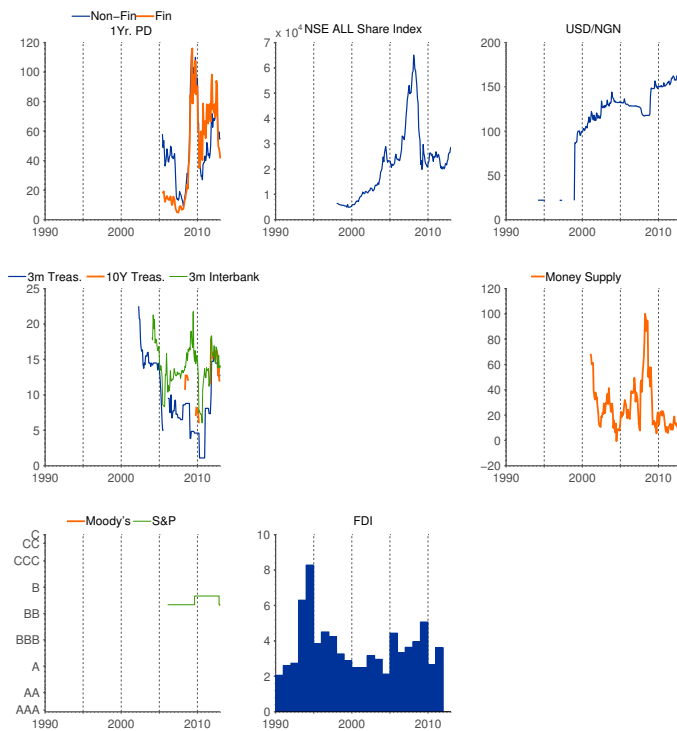 Non−Fin Fin
1Yr. PD
120
100
80
60
40
20
0
1990 2000 2010
x 10^4 NSE ALL Share Index
7
6
5
4
3
2
1
0
1990 2000 2010
USD/NGN
200
150
100
50
0
1990 2000 2010
3m Treas. 10Y Treas. 3m Interbank
25
20
15
10
5
0
1990 2000 2010
Money Supply
120
100
80
60
40
20
0
−20
1990 2000 2010
Moody's S&P
C
CC
CCC
B
BB
BBB
A
AA
AAA
1990 2000 2010
FDI
10
8
6
4
2
0
1990 2000 2010